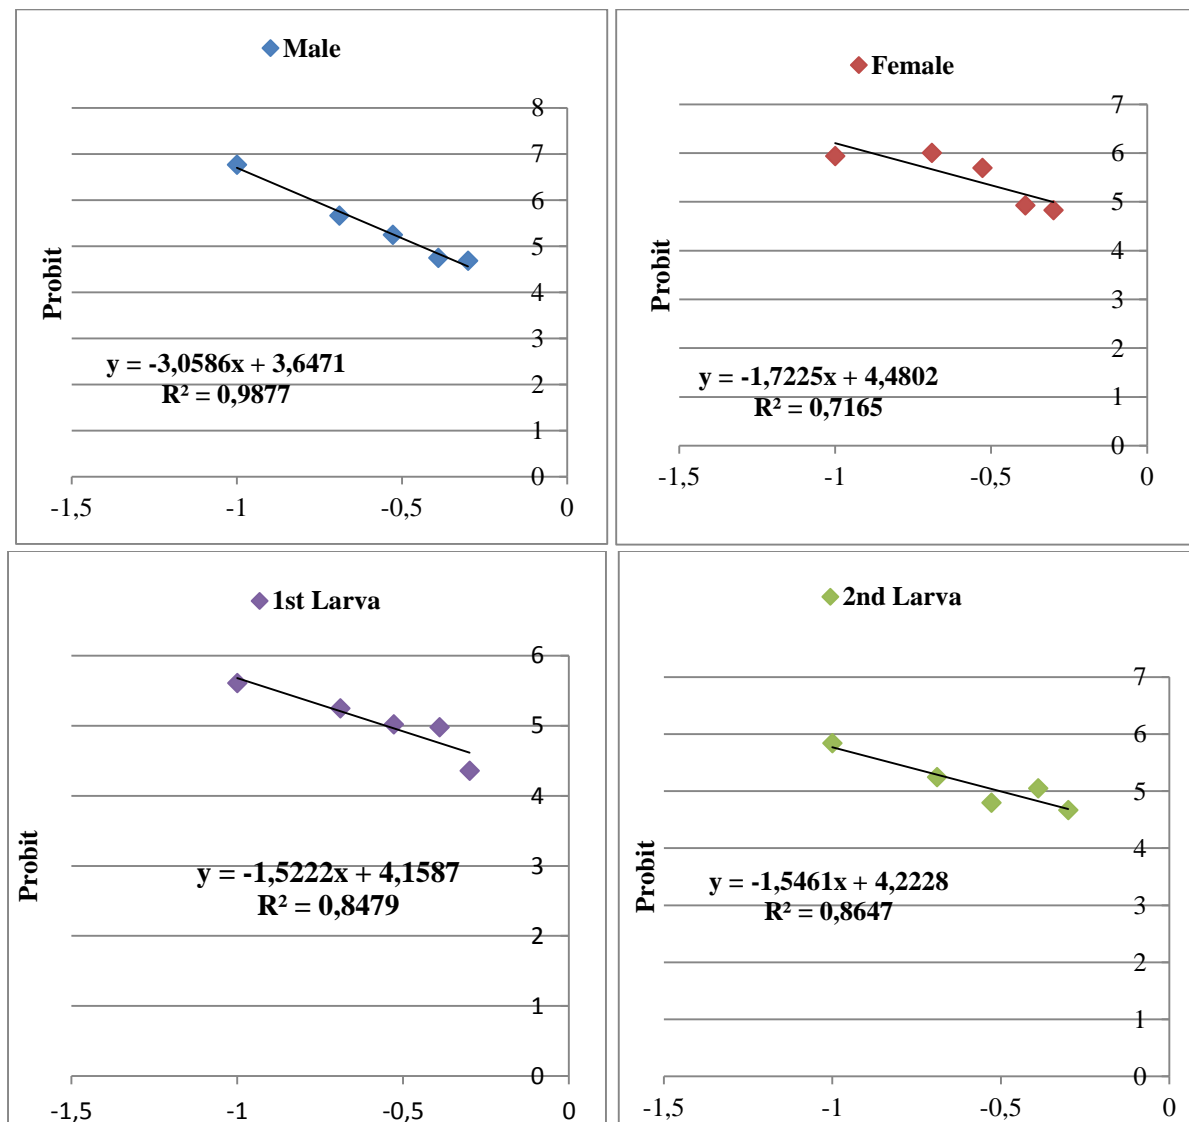 Male
8
7
6
5
4
3
2
1
0
Probit
y = -3,0586x + 3,6471
R² = 0,9877
-1,5 -1 -0,5 0
Female
7
6
5
4
3
2
1
0
Probit
y = -1,7225x + 4,4802
R² = 0,7165
-1,5 -1 -0,5 0
1st Larva
6
5
4
3
2
1
0
Probit
y = -1,5222x + 4,1587
R² = 0,8479
-1,5 -1 -0,5 0
2nd Larva
7
6
5
4
3
2
1
0
Probit
y = -1,5461x + 4,2228
R² = 0,8647
-1,5 -1 -0,5 0